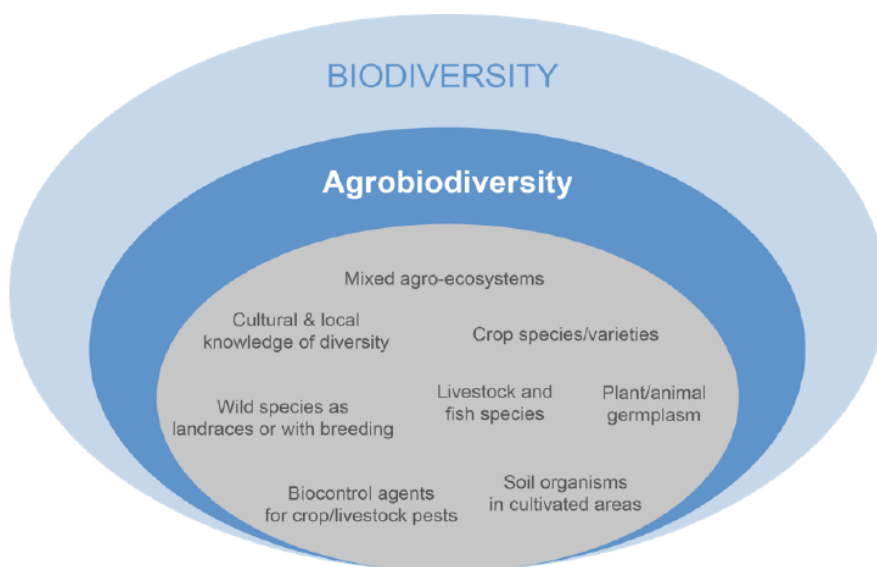 BIODIVERSITY
Agrobiodiversity
Mixed agro-ecosystems
Cultural & local
knowledge of diversity
Crop species/varieties
Wild species as
landraces or with breeding
Livestock and
fish species
Plant/animal
germplasm
Biocontrol agents
for crop/livestock pests
Soil organisms
in cultivated areas